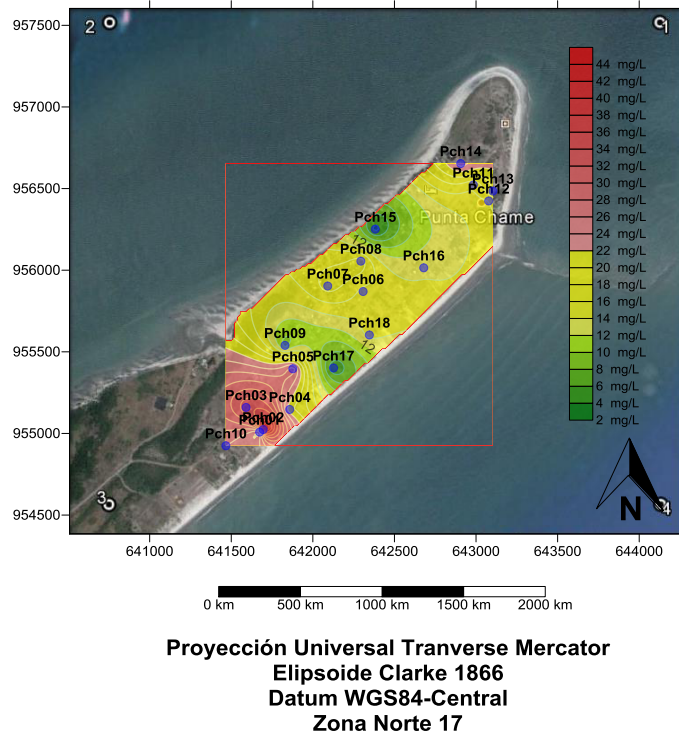 957500
957000
956500
956000
955500
955000
954500
2
1
3
4
Pch14
Pch11
Pch13
Pch12
Punta Chame
Pch15
12
Pch08
Pch16
Pch07
Pch06
Pch18
12
Pch09
Pch05
Pch17
Pch03
Pch04
Pch02
Pch01
Pch10
44 mg/L
42 mg/L
40 mg/L
38 mg/L
36 mg/L
34 mg/L
32 mg/L
30 mg/L
28 mg/L
26 mg/L
24 mg/L
22 mg/L
20 mg/L
18 mg/L
16 mg/L
14 mg/L
12 mg/L
10 mg/L
8 mg/L
6 mg/L
4 mg/L
2 mg/L
N
641000 641500 642000 642500 643000 643500 644000
0 km 500 km 1000 km 1500 km 2000 km
Proyección Universal Tranverse Mercator
Elipsoide Clarke 1866
Datum WGS84-Central
Zona Norte 17